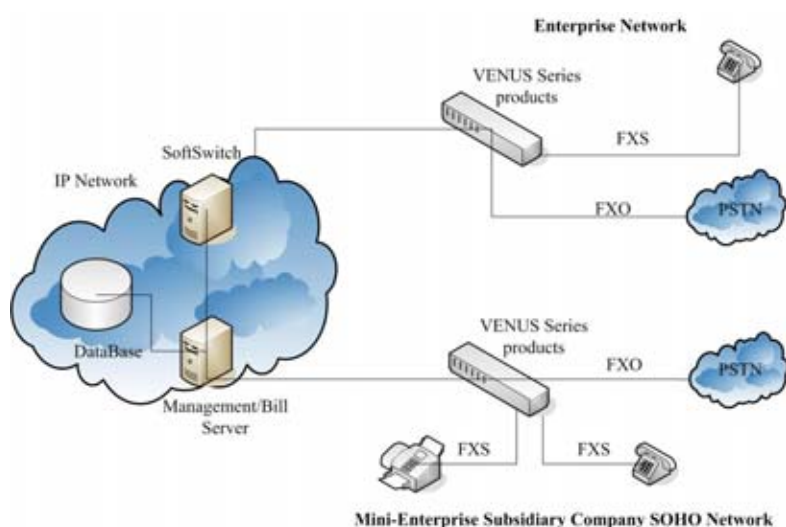 Enterprise Network
VENUS Series
products
FXS
SoftSwitch
IP Network
FXO
PSTN
DataBase
Management/Bill
Server
VENUS Series
products
FXO
PSTN
FXS
FXS
Mini-Enterprise Subsidiary Company SOHO Network